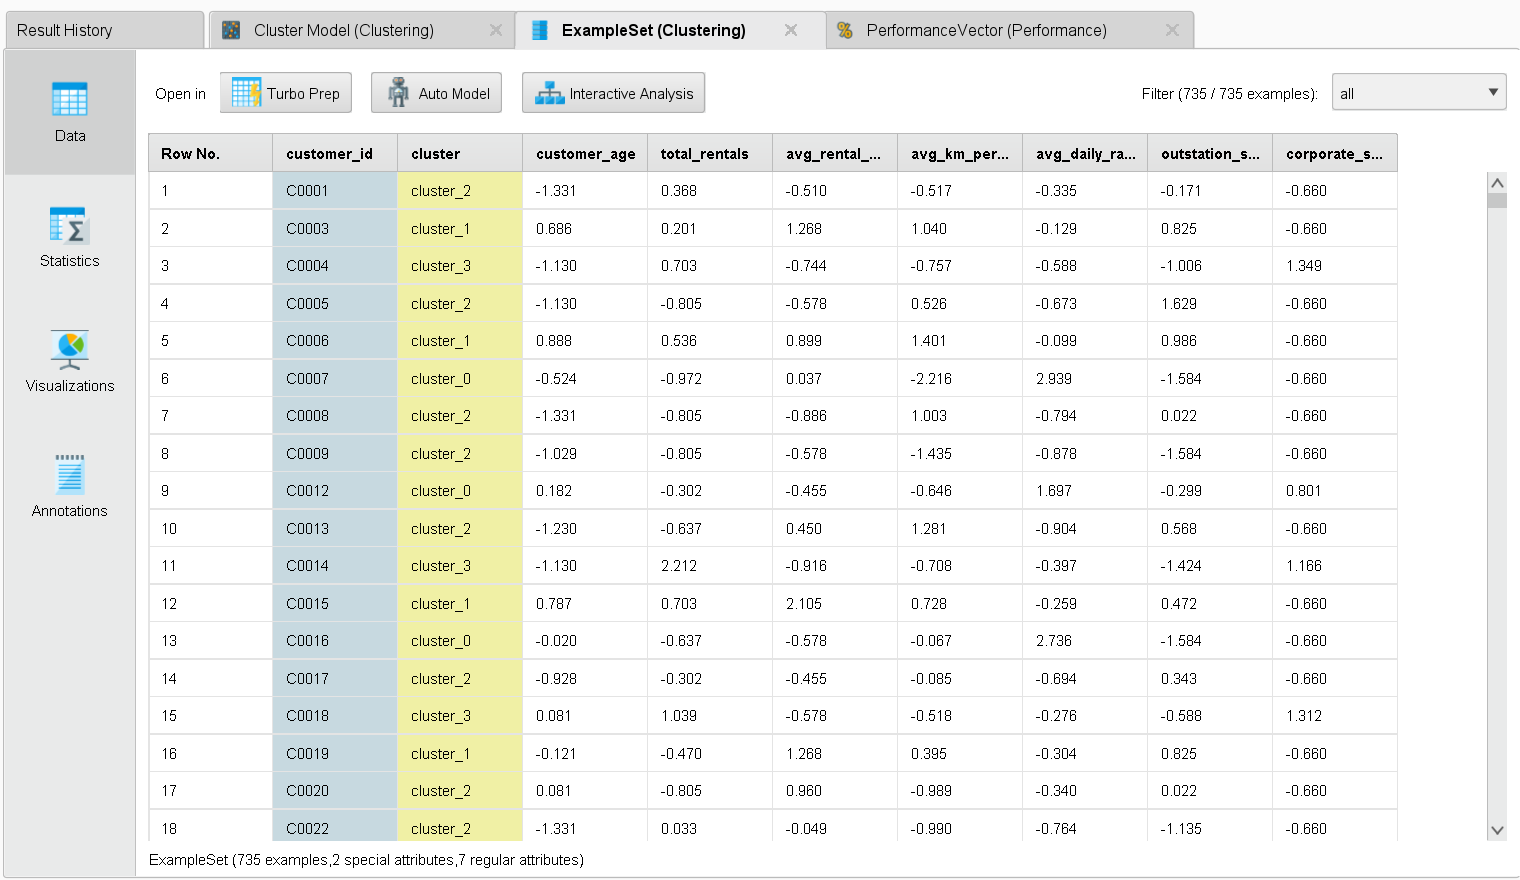 Result History Cluster Model (Clustering) ExampleSet (Clustering) PerformanceVector (Performance)
Open in Turbo Prep Auto Model Interactive Analysis Filter (735 / 735 examples): all
Data
Statistics
Visualizations
Annotations
Row No. customer_id cluster customer_age total_rentals avg_rental_... avg_km_per... avg_daily_ra... outstation_s... corporate_s...
1 C0001 cluster_2 -1.331 0.368 -0.510 -0.517 -0.335 -0.171 -0.660
2 C0003 cluster_1 0.686 0.201 1.268 1.040 -0.129 0.825 -0.660
3 C0004 cluster_3 -1.130 0.703 -0.744 -0.757 -0.588 -1.006 1.349
4 C0005 cluster_2 -1.130 -0.805 -0.578 0.526 -0.673 1.629 -0.660
5 C0006 cluster_1 0.888 0.536 0.899 1.401 -0.099 0.986 -0.660
6 C0007 cluster_0 -0.524 -0.972 0.037 -2.216 2.939 -1.584 -0.660
7 C0008 cluster_2 -1.331 -0.805 -0.886 1.003 -0.794 0.022 -0.660
8 C0009 cluster_2 -1.029 -0.805 -0.578 -1.435 -0.878 -1.584 -0.660
9 C0012 cluster_0 0.182 -0.302 -0.455 -0.646 1.697 -0.299 0.801
10 C0013 cluster_2 -1.230 -0.637 0.450 1.281 -0.904 0.568 -0.660
11 C0014 cluster_3 -1.130 2.212 -0.916 -0.708 -0.397 -1.424 1.166
12 C0015 cluster_1 0.787 0.703 2.105 0.728 -0.259 0.472 -0.660
13 C0016 cluster_0 -0.020 -0.637 -0.578 -0.067 2.736 -1.584 -0.660
14 C0017 cluster_2 -0.928 -0.302 -0.455 -0.085 -0.694 0.343 -0.660
15 C0018 cluster_3 0.081 1.039 -0.578 -0.518 -0.276 -0.588 1.312
16 C0019 cluster_1 -0.121 -0.470 1.268 0.395 -0.304 0.825 -0.660
17 C0020 cluster_2 0.081 -0.805 0.960 -0.989 -0.340 0.022 -0.660
18 C0022 cluster_2 -1.331 0.033 -0.049 -0.990 -0.764 -1.135 -0.660
ExampleSet (735 examples,2 special attributes,7 regular attributes)